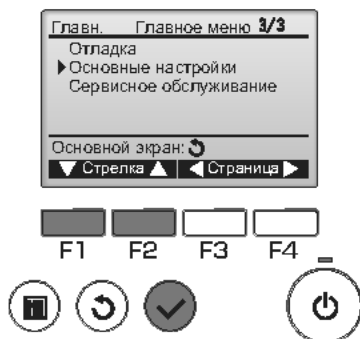 Главн. Главное меню 3/3
Отладка
▶Основные настройки
Сервисное обслуживание
Основной экран:
▼ Стрелка ▲ ◀ Страница ▶
F1 F2 F3 F4